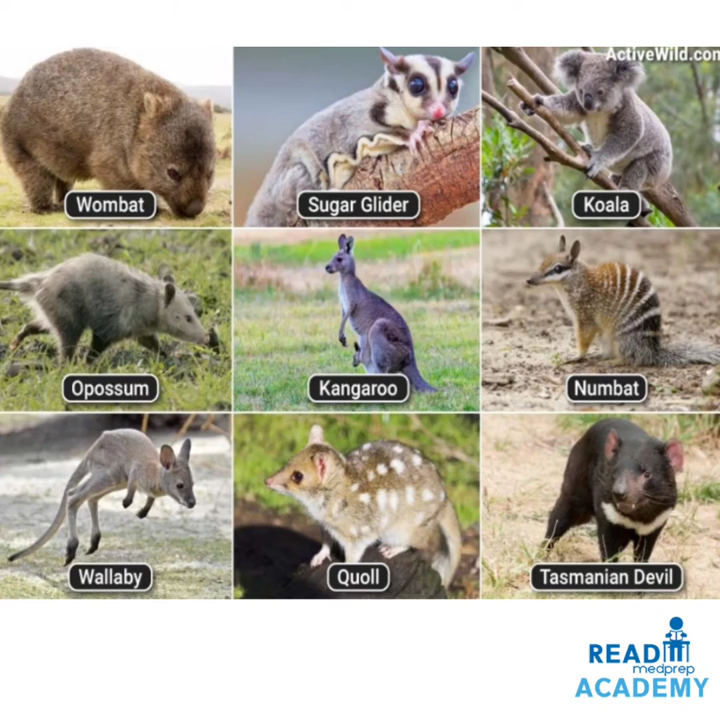 ActiveWild.com
Wombat
Sugar Glider
Koala
Opossum
Kangaroo
Numbat
Wallaby
Quoll
Tasmanian Devil
READ
medprep
ACADEMY